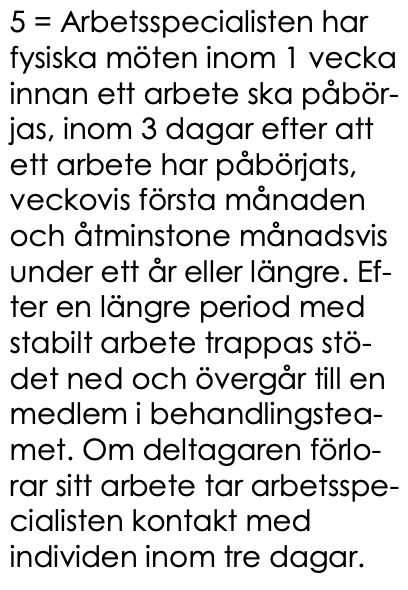 5 = Arbetsspecialisten har
fysiska möten inom 1 vecka
innan ett arbete ska påbör-
jas, inom 3 dagar efter att
ett arbete har påbörjats,
veckovis första månaden
och åtminstone månadsvis
under ett år eller längre. Ef-
ter en längre period med
stabilt arbete trappas stö-
det ned och övergår till en
medlem i behandlingstea-
met. Om deltagaren förlo-
rar sitt arbete tar arbetsspe-
cialisten kontakt med
individen inom tre dagar.